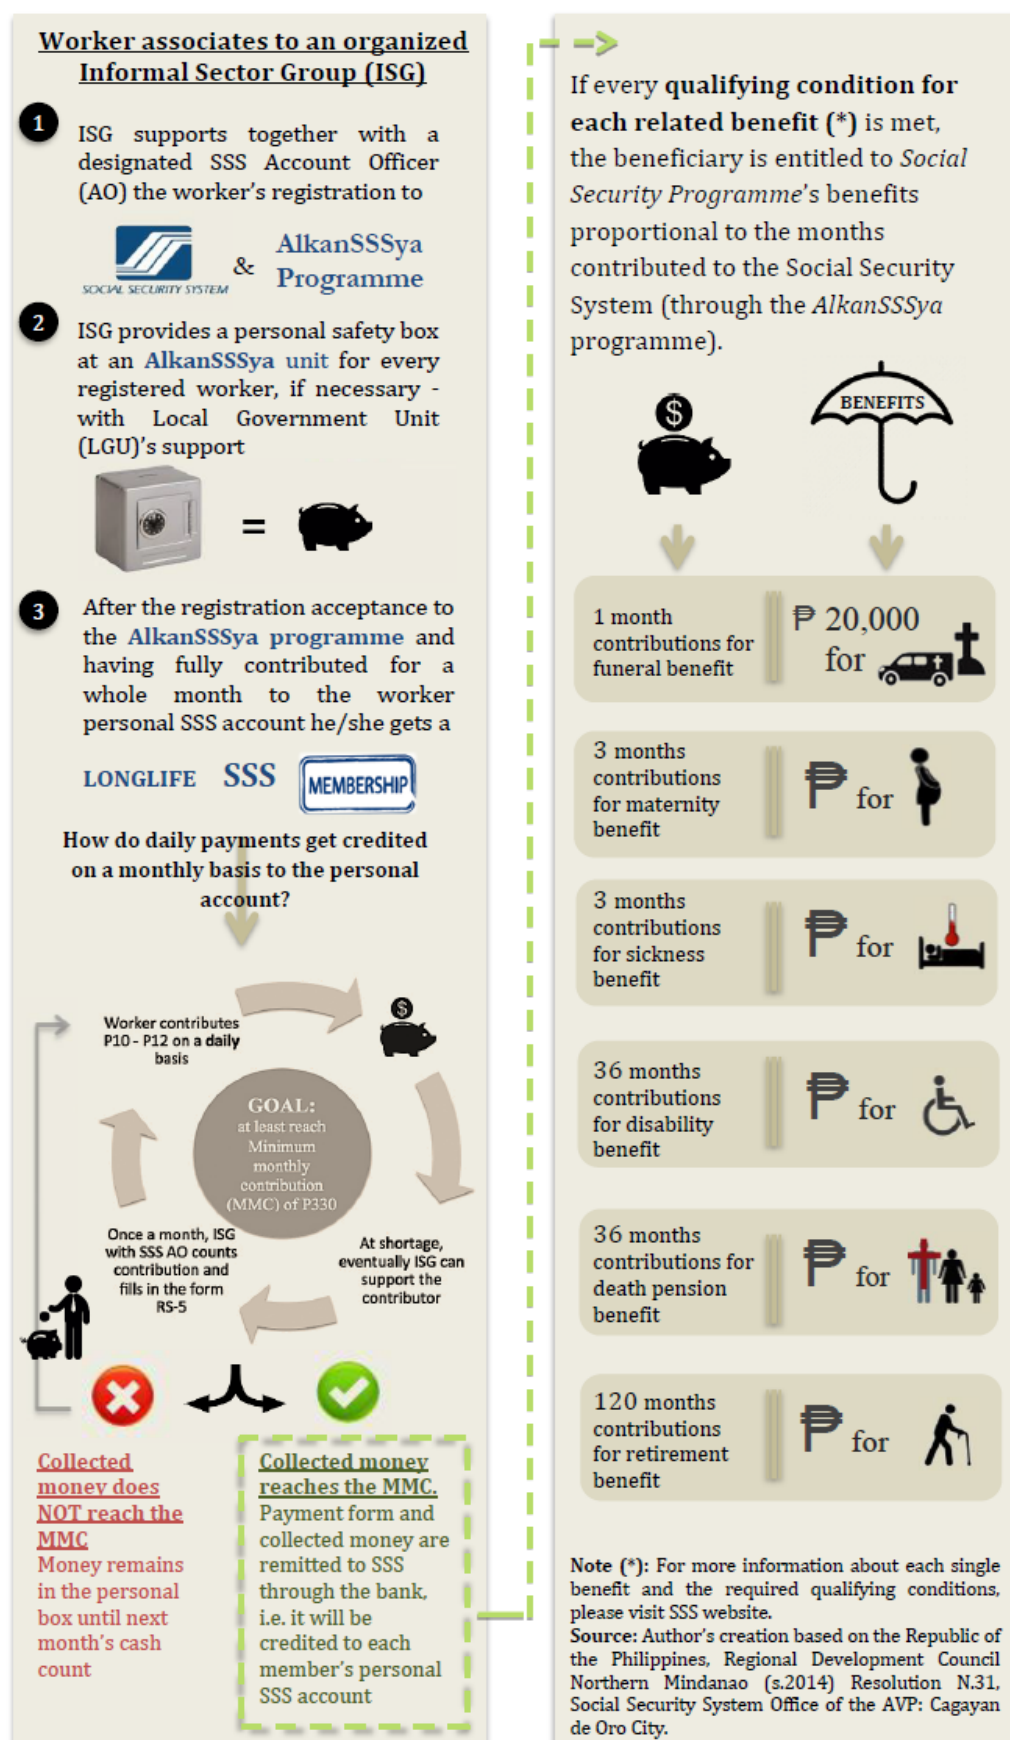 Worker associates to an organized
Informal Sector Group (ISG)
1
ISG supports together with a
designated SSS Account Officer
(AO) the worker's registration to
SOCIAL SECURITY SYSTEM
&
AlkanSSSya
Programme
2
ISG provides a personal safety box
at an AlkanSSSya unit for every
registered worker, if necessary -
with Local Government Unit
(LGU)'s support
=
3
After the registration acceptance to
the AlkanSSSya programme and
having fully contributed for a
whole month to the worker
personal SSS account he/she gets a
LONGLIFE SSS MEMBERSHIP
How do daily payments get credited
on a monthly basis to the personal
account?
Worker contributes
P10 - P12 on a daily
basis
$
GOAL:
at least reach
Minimum
monthly
contribution
(MMC) of P330
At shortage,
eventually ISG can
support the
contributor
Once a month, ISG
with SSS AO counts
contribution and
fills in the form
RS-5
Collected
money does
NOT reach the
MMC
Money remains
in the personal
box until next
month's cash
count
Collected money
reaches the MMC.
Payment form and
collected money are
remitted to SSS
through the bank,
i.e. it will be
credited to each
member's personal
SSS account
If every qualifying condition for
each related benefit (*) is met,
the beneficiary is entitled to Social
Security Programme's benefits
proportional to the months
contributed to the Social Security
System (through the AlkanSSSya
programme).
$
BENEFITS
1 month
contributions for
funeral benefit
₱ 20,000
for
3 months
contributions
for maternity
benefit
₱ for
3 months
contributions
for sickness
benefit
₱ for
36 months
contributions
for disability
benefit
₱ for
36 months
contributions for
death pension
benefit
₱ for
120 months
contributions
for retirement
benefit
₱ for
Note (*): For more information about each single
benefit and the required qualifying conditions,
please visit SSS website.
Source: Author's creation based on the Republic of
the Philippines, Regional Development Council
Northern Mindanao (s.2014) Resolution N.31,
Social Security System Office of the AVP: Cagayan
de Oro City.